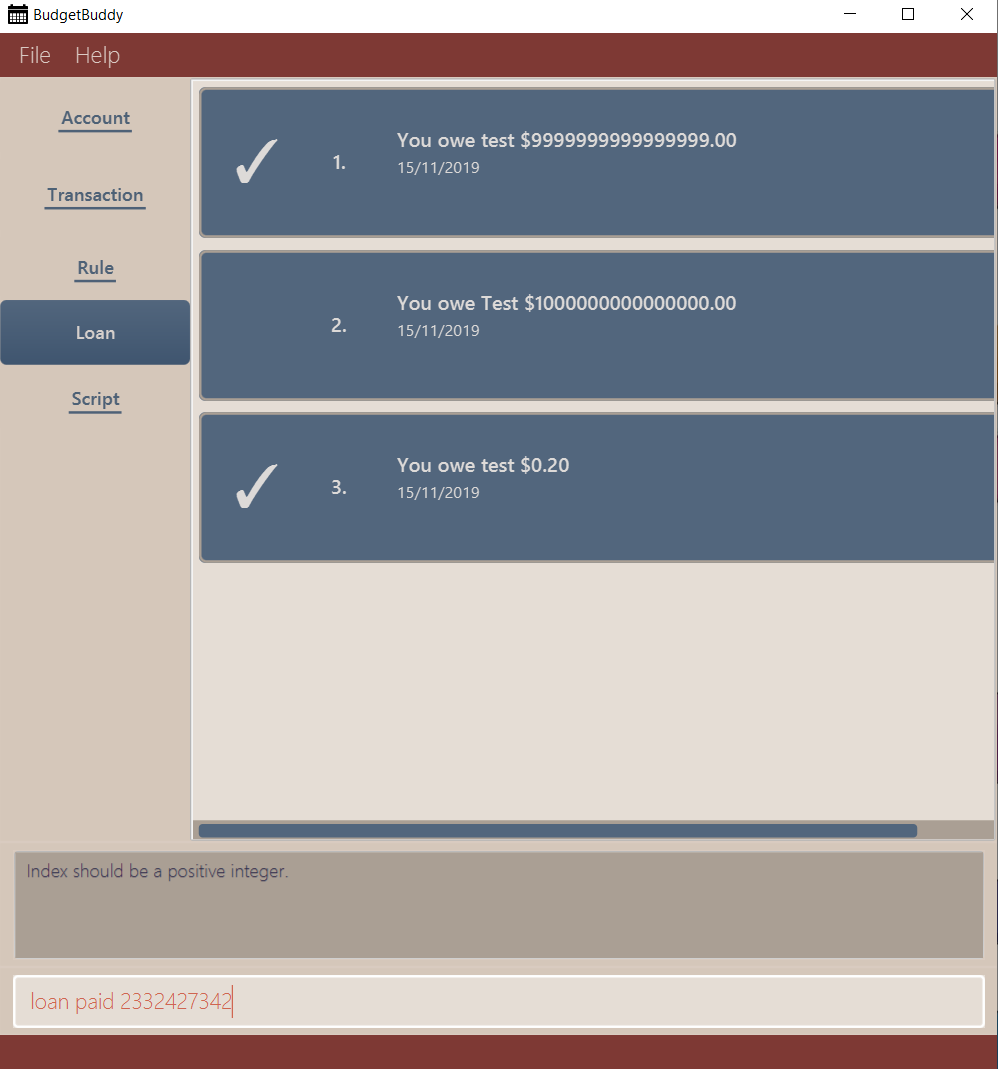 BudgetBuddy
File Help
Account
Transaction
Rule
Loan
Script
1.
You owe test $9999999999999999.00
15/11/2019
2.
You owe Test $1000000000000000.00
15/11/2019
3.
You owe test $0.20
15/11/2019
Index should be a positive integer.
loan paid 2332427342